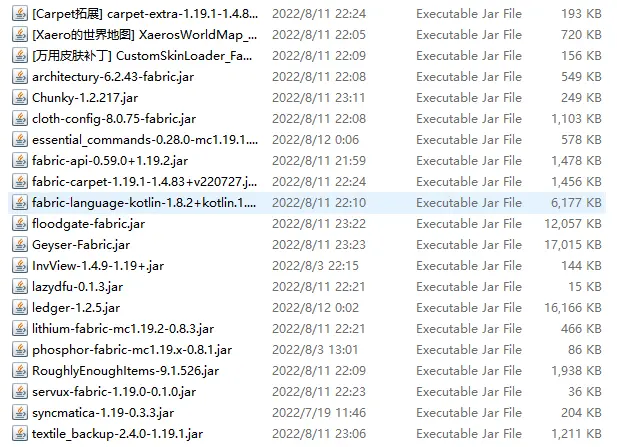 [Carpet拓展] carpet-extra-1.19.1-1.4.8... 2022/8/11 22:24 Executable Jar File 193 KB
[Xaero的世界地图] XaerosWorldMap_... 2022/8/11 22:05 Executable Jar File 720 KB
[万用皮肤补丁] CustomSkinLoader_Fa... 2022/8/11 22:09 Executable Jar File 156 KB
architectury-6.2.43-fabric.jar 2022/8/11 22:08 Executable Jar File 549 KB
Chunky-1.2.217.jar 2022/8/11 23:11 Executable Jar File 249 KB
cloth-config-8.0.75-fabric.jar 2022/8/11 22:08 Executable Jar File 1,103 KB
essential_commands-0.28.0-mc1.19.1.... 2022/8/12 0:06 Executable Jar File 578 KB
fabric-api-0.59.0+1.19.2.jar 2022/8/11 21:59 Executable Jar File 1,478 KB
fabric-carpet-1.19.1-1.4.83+v220727.j... 2022/8/11 22:24 Executable Jar File 1,456 KB
fabric-language-kotlin-1.8.2+kotlin.1.... 2022/8/11 22:10 Executable Jar File 6,177 KB
floodgate-fabric.jar 2022/8/11 23:22 Executable Jar File 12,057 KB
Geyser-Fabric.jar 2022/8/11 23:23 Executable Jar File 17,015 KB
InvView-1.4.9-1.19+.jar 2022/8/3 22:15 Executable Jar File 144 KB
lazydfu-0.1.3.jar 2022/8/11 22:21 Executable Jar File 15 KB
ledger-1.2.5.jar 2022/8/12 0:02 Executable Jar File 16,166 KB
lithium-fabric-mc1.19.2-0.8.3.jar 2022/8/11 22:21 Executable Jar File 466 KB
phosphor-fabric-mc1.19.x-0.8.1.jar 2022/8/3 13:01 Executable Jar File 86 KB
RoughlyEnoughItems-9.1.526.jar 2022/8/11 22:09 Executable Jar File 1,938 KB
servux-fabric-1.19.0-0.1.0.jar 2022/8/11 22:23 Executable Jar File 36 KB
syncmatica-1.19-0.3.3.jar 2022/7/19 11:46 Executable Jar File 204 KB
textile_backup-2.4.0-1.19.1.jar 2022/8/11 23:06 Executable Jar File 1,211 KB